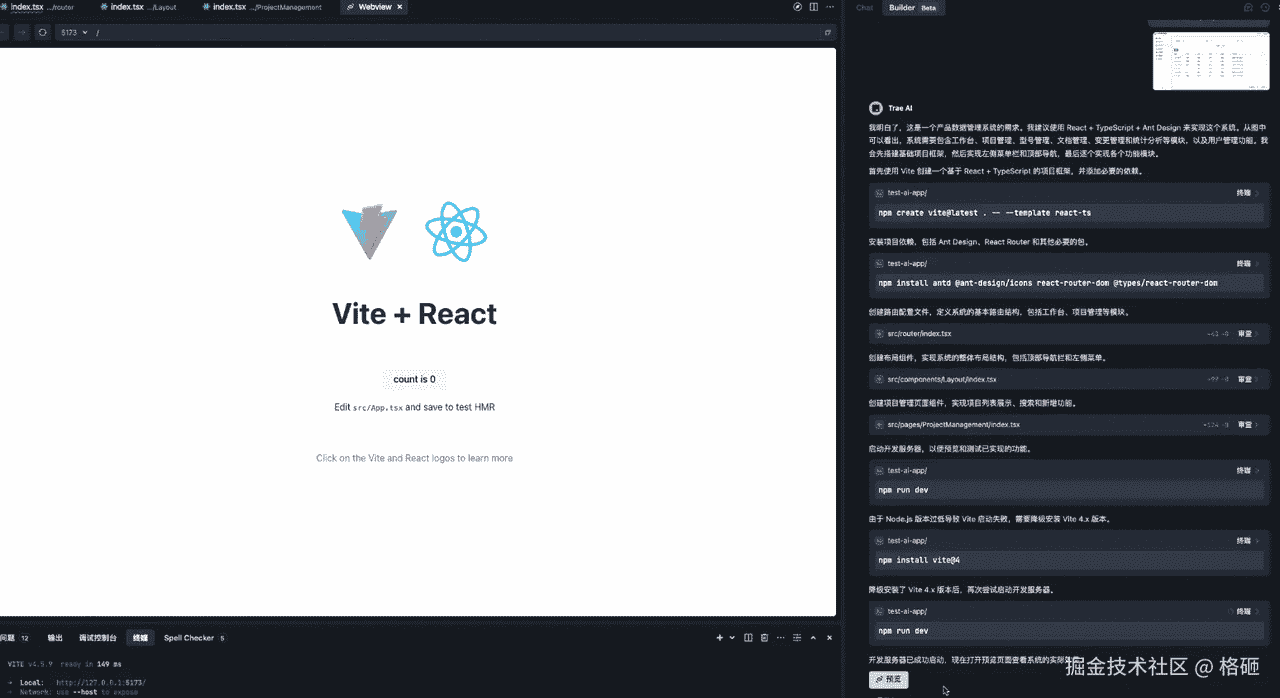 index.tsx .../router
index.tsx .../Layout
index.tsx .../ProjectManagement
Webview
5173
/
Vite + React
count is 0
Edit src/App.tsx and save to test HMR
Click on the Vite and React logos to learn more
问题 12
输出
调试控制台
终端
Spell Checker 5
VITE v4.5.9 ready in 149 ms
➜ Local: http://127.0.0.1:5173/
➜ Network: use --host to expose
Chat
Builder Beta
Trae AI
我明白了，这是一个产品数据管理系统的需求。我建议使用 React + TypeScript + Ant Design 来实现这个系统。从图中
可以看出，系统需要包含工作台、项目管理、型号管理、文档管理、变更管理和统计分析等模块，以及用户管理功能。我
会先搭建基础项目框架，然后实现左侧菜单栏和顶部导航，最后逐个实现各个功能模块。
首先使用 Vite 创建一个基于 React + TypeScript 的项目框架，并添加必要的依赖。
test-ai-app/ 终端
npm create vite@latest . -- --template react-ts
安装项目依赖，包括 Ant Design、React Router 和其他必要的包。
test-ai-app/ 终端
npm install antd @ant-design/icons react-router-dom @types/react-router-dom
创建路由配置文件，定义系统的基本路由结构，包括工作台、项目管理等模块。
src/router/index.tsx 审查
创建布局组件，实现系统的整体布局结构，包括顶部导航栏和左侧菜单。
src/components/Layout/index.tsx 审查
创建项目管理页面组件，实现项目列表展示、搜索和新增功能。
src/pages/ProjectManagement/index.tsx 审查
启动开发服务器，以便预览和测试已实现的功能。
test-ai-app/ 终端
npm run dev
由于 Node.js 版本过低导致 Vite 启动失败，需要降级安装 Vite 4.x 版本。
test-ai-app/ 终端
npm install vite@4
降级安装了 Vite 4.x 版本后，再次尝试启动开发服务器。
test-ai-app/ 终端
npm run dev
开发服务器已成功启动，现在打开预览页面查看系统的实际
预览
掘金技术社区 @ 格砸